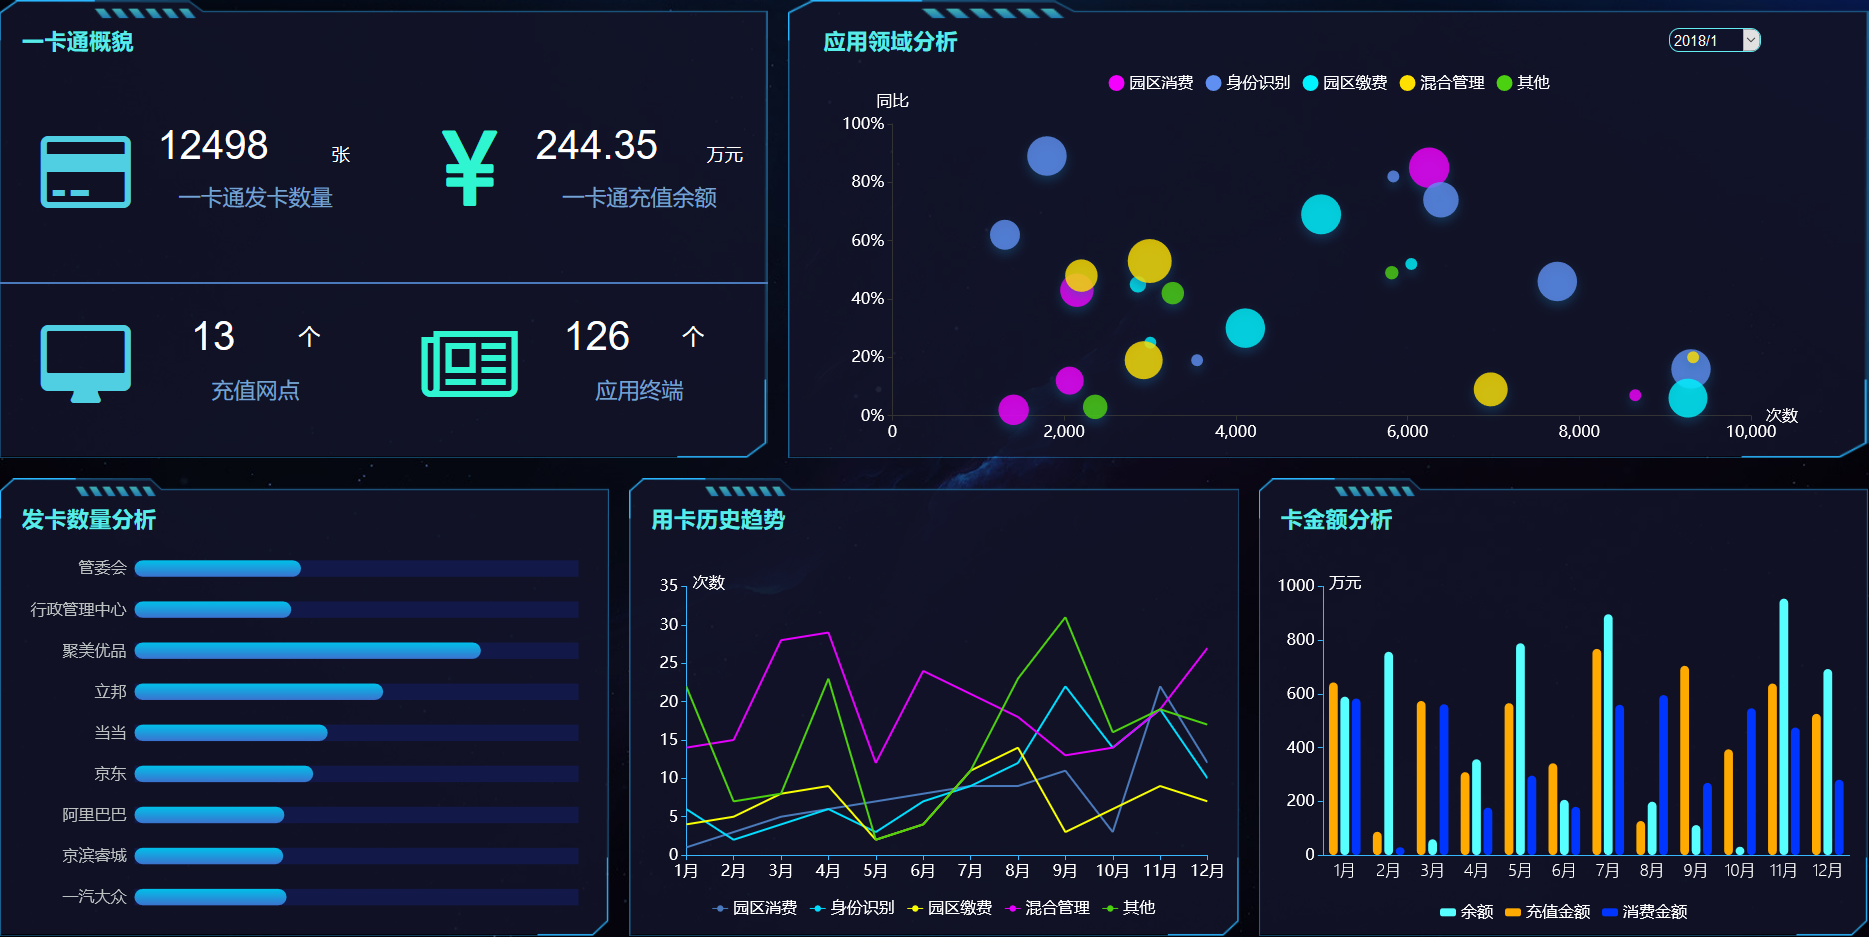 一卡通概貌
12498 张
一卡通发卡数量
¥ 244.35 万元
一卡通充值余额
13 个
充值网点
126 个
应用终端
应用领域分析
2018/1
园区消费 身份识别 园区缴费 混合管理 其他
同比
100%
80%
60%
40%
20%
0%
0 2,000 4,000 6,000 8,000 10,000
次数
发卡数量分析
管委会
行政管理中心
聚美优品
立邦
当当
京东
阿里巴巴
京滨睿城
一汽大众
用卡历史趋势
次数
35
30
25
20
15
10
5
0
1月 2月 3月 4月 5月 6月 7月 8月 9月 10月 11月 12月
园区消费 身份识别 园区缴费 混合管理 其他
卡金额分析
万元
1000
800
600
400
200
0
1月 2月 3月 4月 5月 6月 7月 8月 9月 10月 11月 12月
余额 充值金额 消费金额